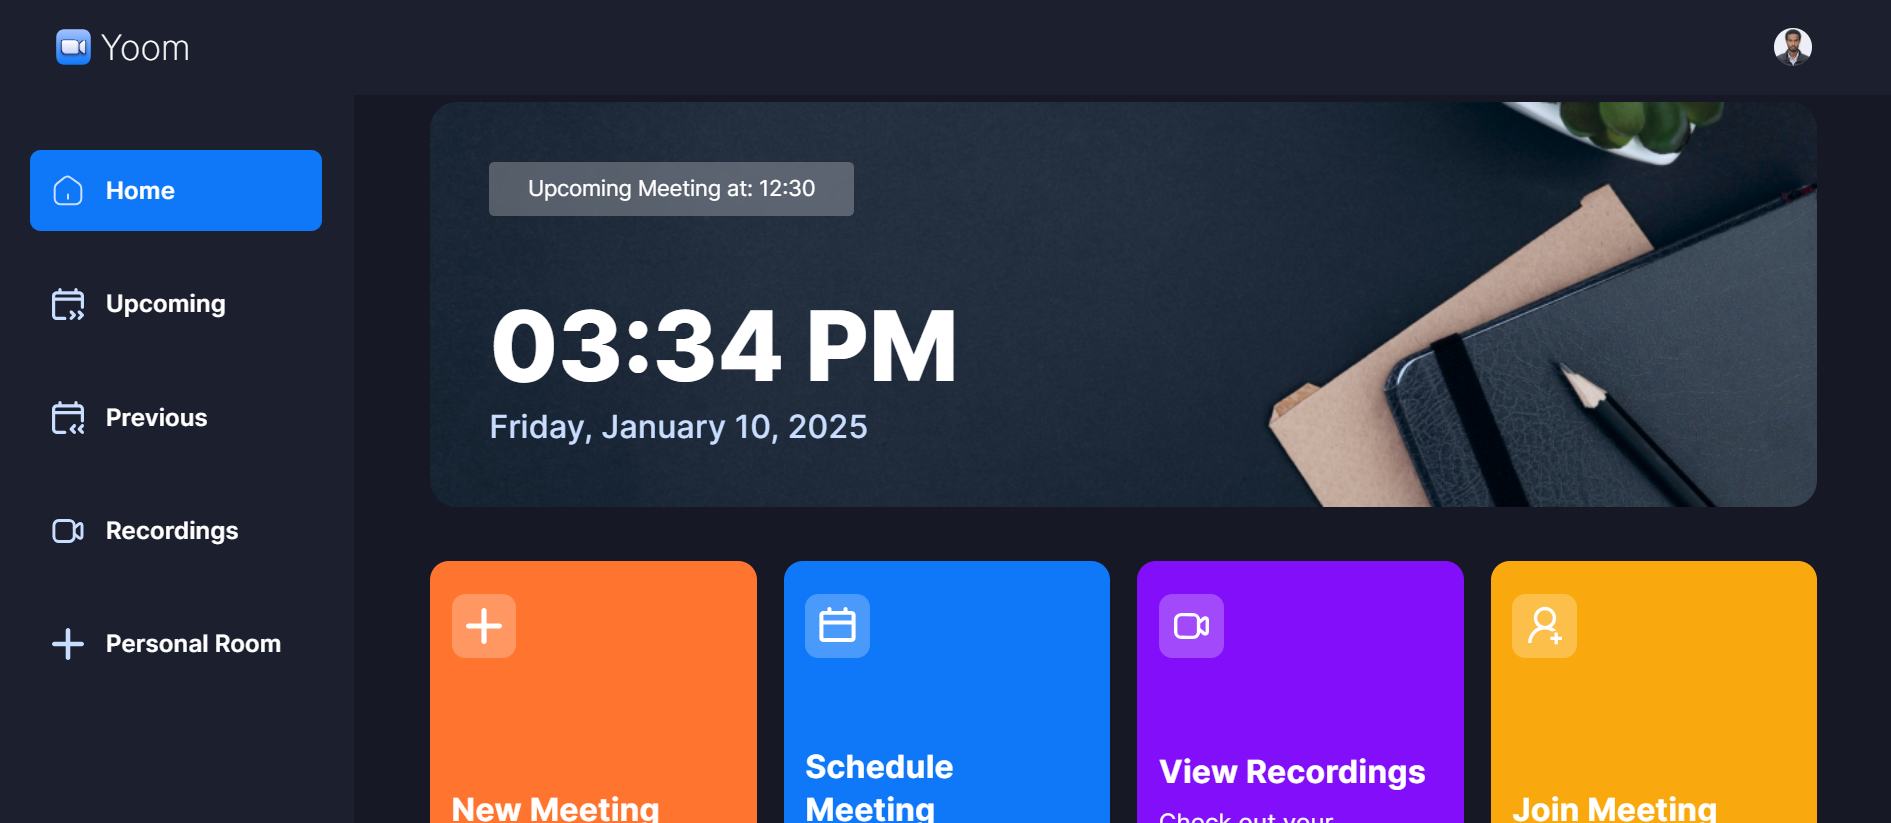 Yoom
Home
Upcoming
Previous
Recordings
Personal Room
Upcoming Meeting at: 12:30
03:34 PM
Friday, January 10, 2025
New Meeting
Schedule
Meeting
View Recordings
Check out your
Join Meeting